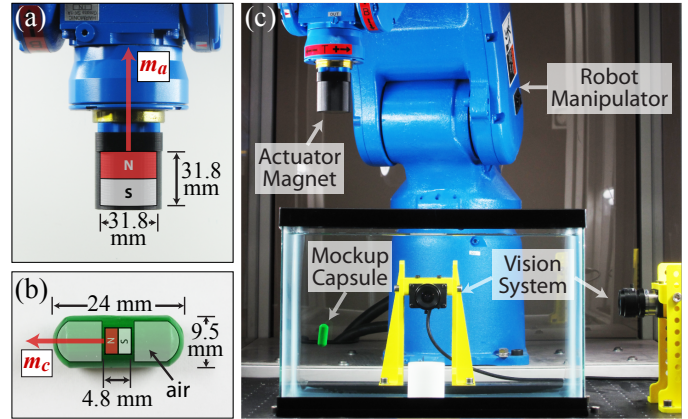 (a)
m_a
N
S
31.8
mm
31.8
mm
(b)
24 mm
9.5
mm
N
S
m_c
air
4.8 mm
(c)
Robot
Manipulator
Actuator
Magnet
Mockup
Capsule
Vision
System